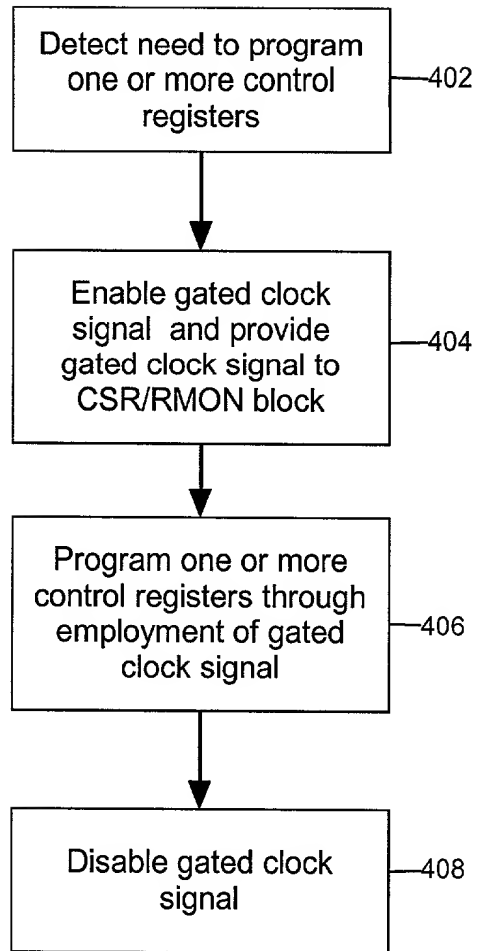 Detect need to program
one or more control
registers
402
Enable gated clock
signal and provide
gated clock signal to
CSR/RMON block
404
Program one or more
control registers through
employment of gated
clock signal
406
Disable gated clock
signal
408